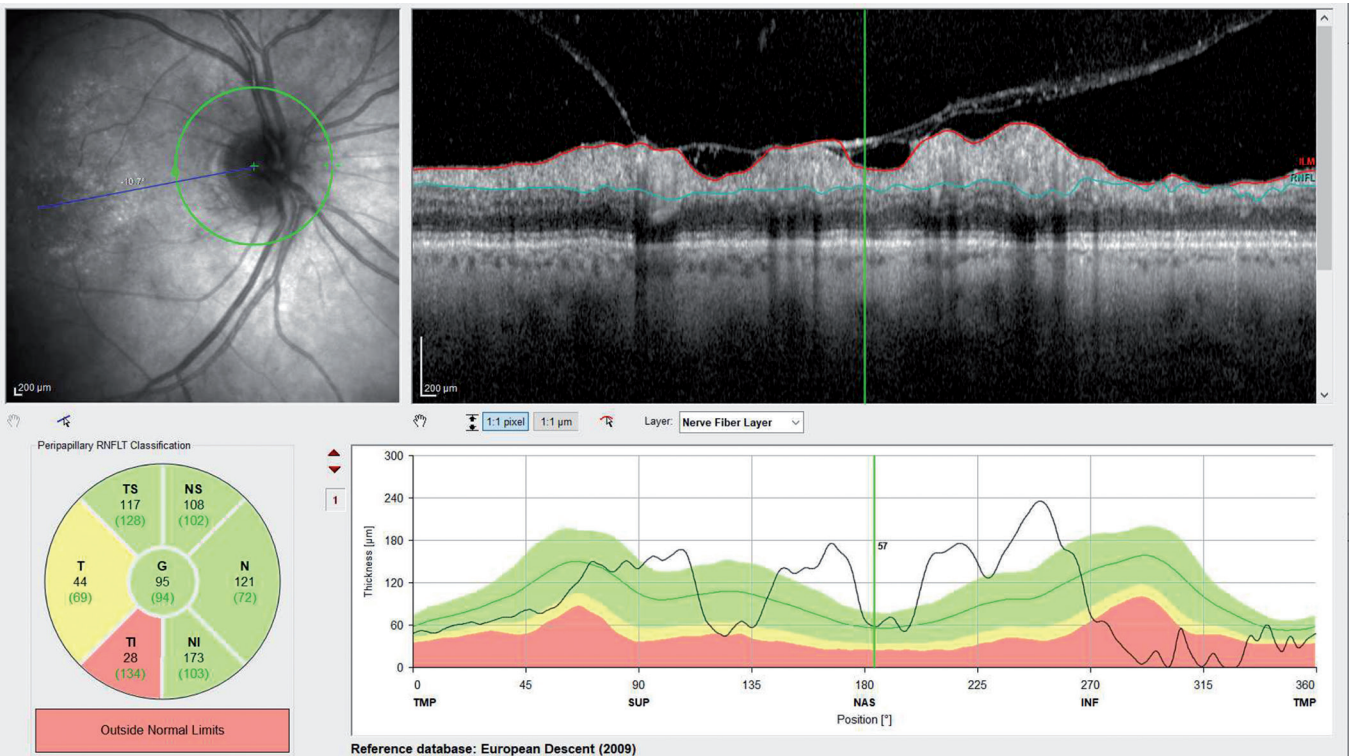 -10.7°
200 µm
ILM
RNFL
200 µm
1:1 pixel 1:1 µm Layer: Nerve Fiber Layer
Peripapillary RNFLT Classification
TS
117
(128)
NS
108
(102)
T
44
(69)
G
95
(94)
N
121
(72)
TI
28
(134)
NI
173
(103)
Outside Normal Limits
1
Thickness [µm]
300
240
180
120
60
0
57
0 45 90 135 180 225 270 315 360
TMP SUP NAS INF TMP
Position [°]
Reference database: European Descent (2009)